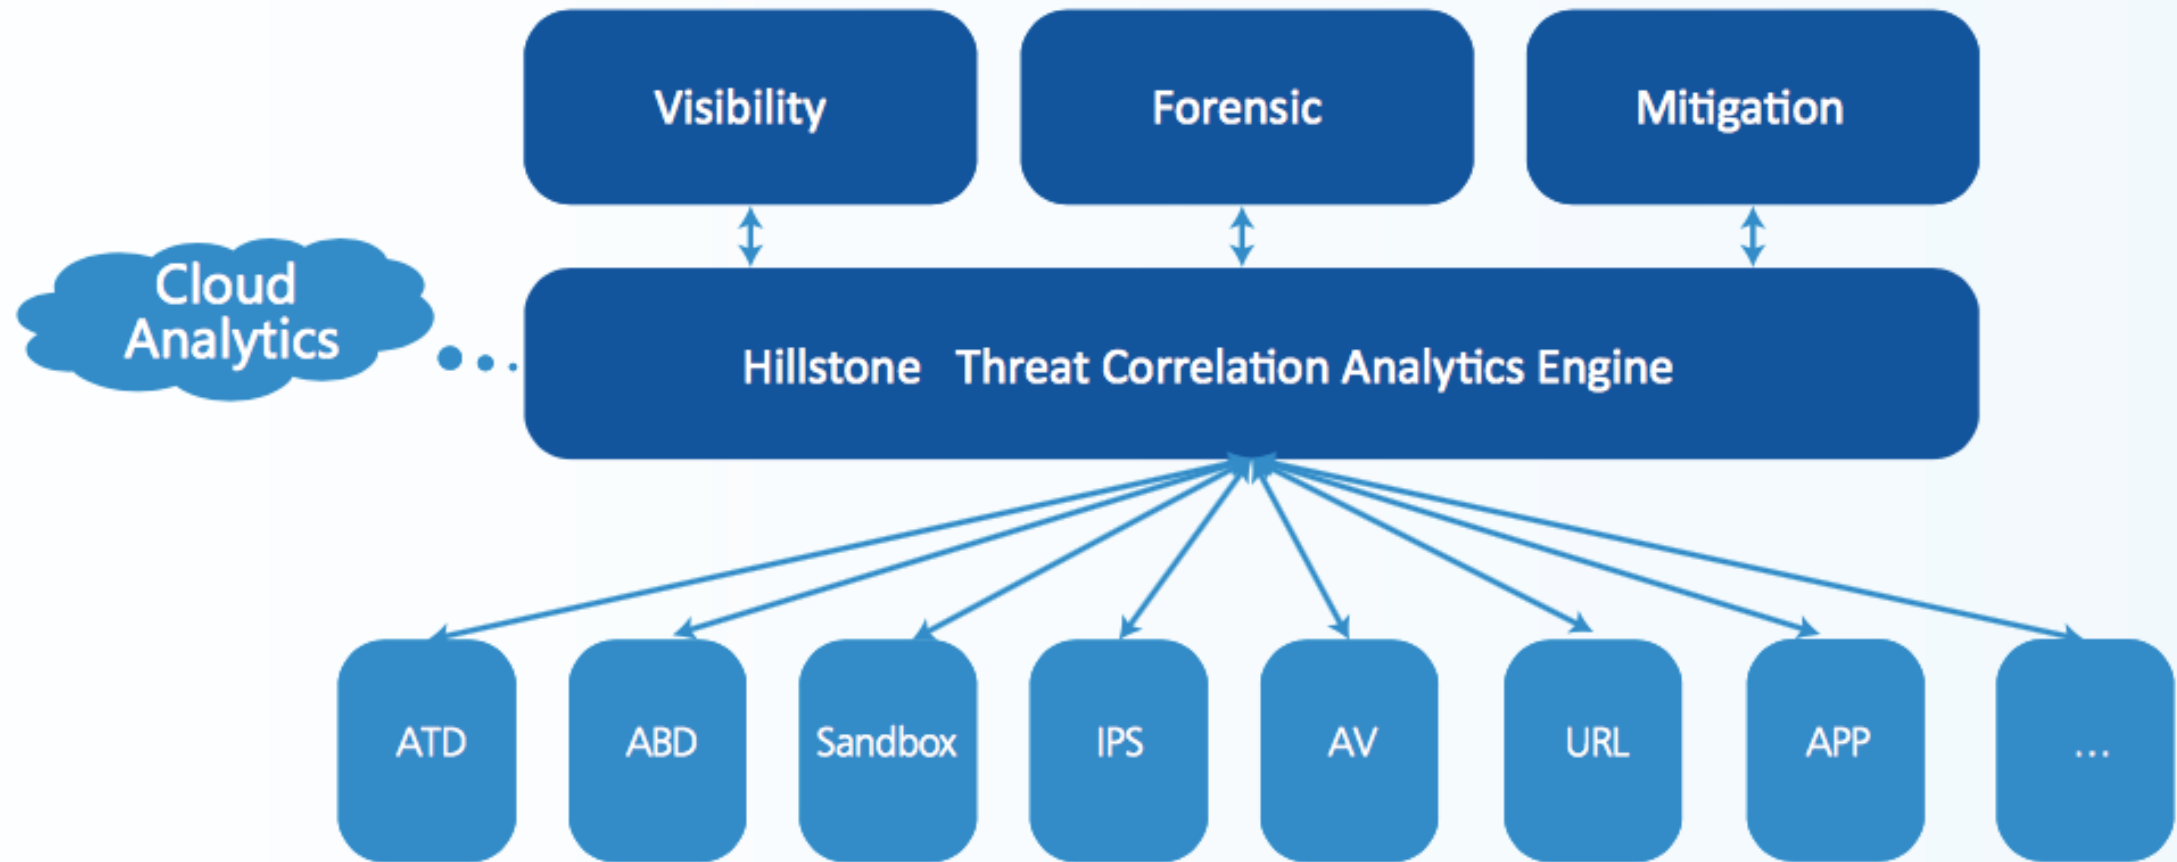 Visibility
Forensic
Mitigation
Cloud
Analytics
Hillstone Threat Correlation Analytics Engine
ATD
ABD
Sandbox
IPS
AV
URL
APP
...